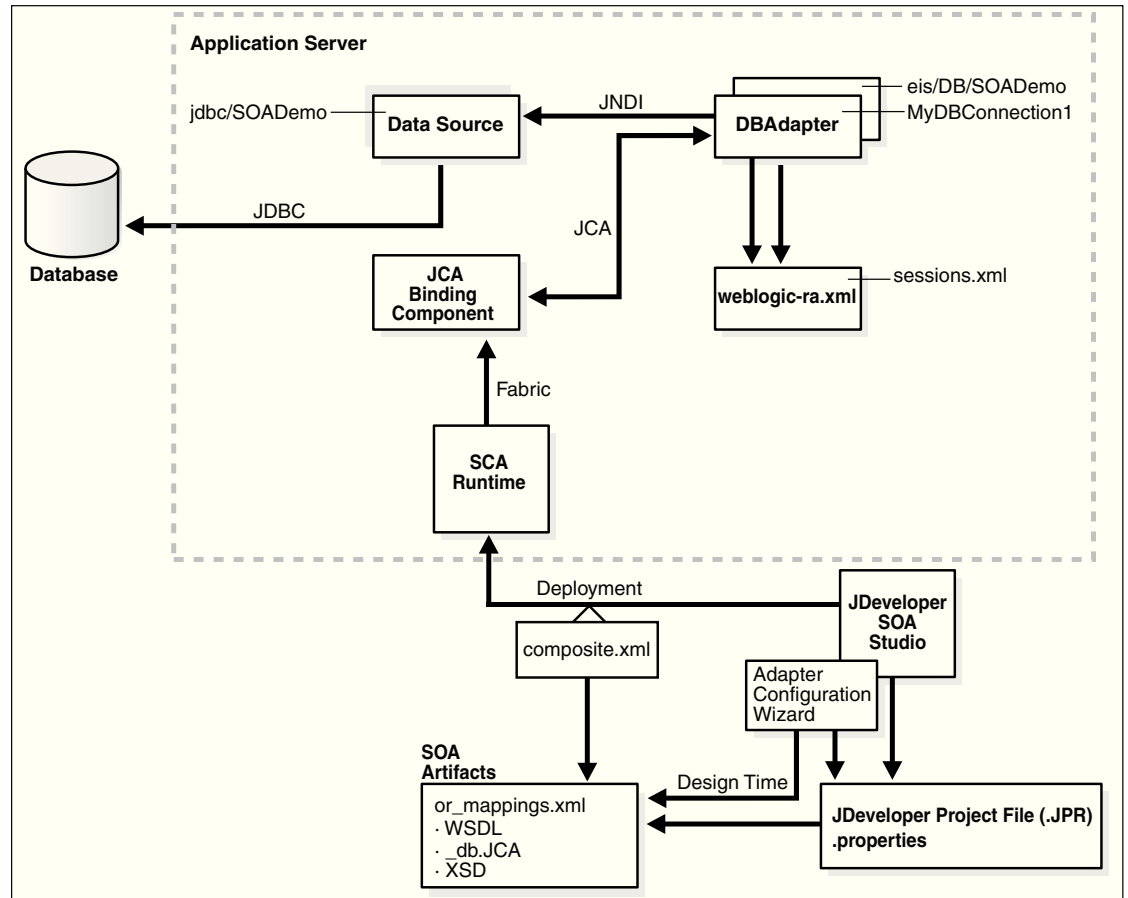 Application Server
eis/DB/SOADemo
jdbc/SOADemo
Data Source
JNDI
DBAdapter
MyDBConnection1
JDBC
JCA
Database
JCA
Binding
Component
weblogic-ra.xml
sessions.xml
Fabric
SCA
Runtime
Deployment
JDeveloper
SOA
Studio
composite.xml
Adapter
Configuration
Wizard
SOA
Artifacts
Design Time
or_mappings.xml
· WSDL
· _db.JCA
· XSD
JDeveloper Project File (.JPR)
.properties